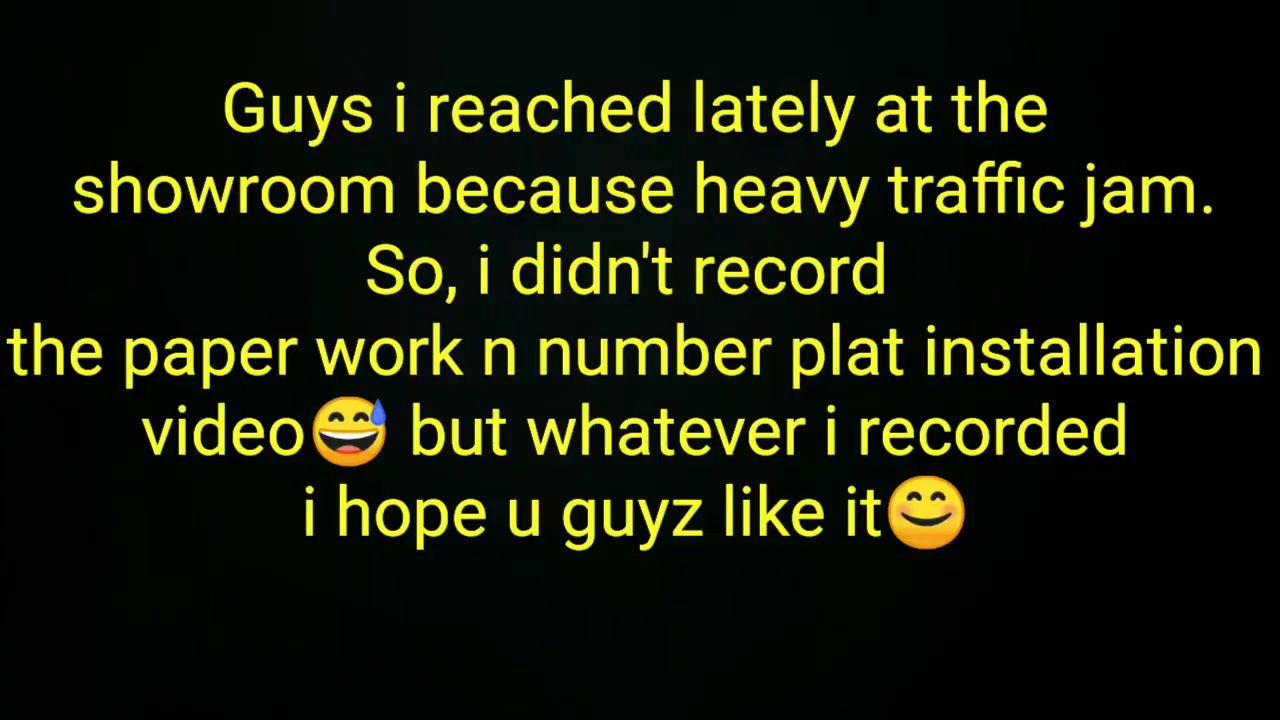 Guys i reached lately at the
showroom because heavy traffic jam.
So, i didn't record
the paper work n number plat installation
video😅 but whatever i recorded
i hope u guyz like it😊